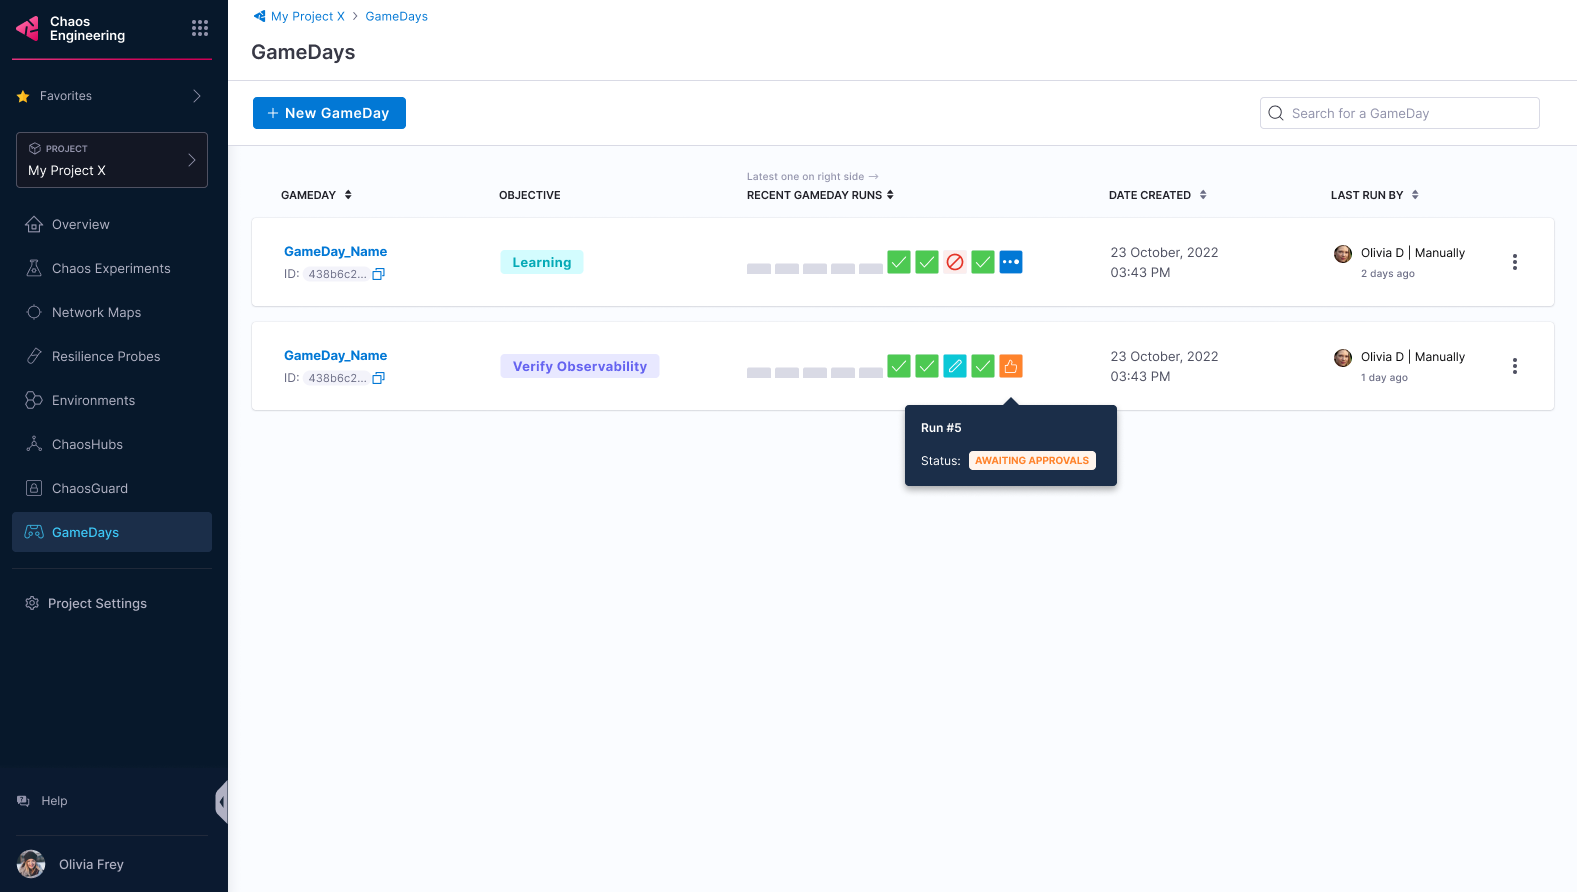 Chaos
Engineering
Favorites
PROJECT
My Project X
Overview
Chaos Experiments
Network Maps
Resilience Probes
Environments
ChaosHubs
ChaosGuard
GameDays
Project Settings
Help
Olivia Frey
My Project X > GameDays
GameDays
+ New GameDay
Search for a GameDay
Latest one on right side →
GAMEDAY OBJECTIVE RECENT GAMEDAY RUNS DATE CREATED LAST RUN BY
GameDay_Name
ID: 438b6c2...
Learning
23 October, 2022
03:43 PM
Olivia D | Manually
2 days ago
GameDay_Name
ID: 438b6c2...
Verify Observability
23 October, 2022
03:43 PM
Olivia D | Manually
1 day ago
Run #5
Status: AWAITING APPROVALS